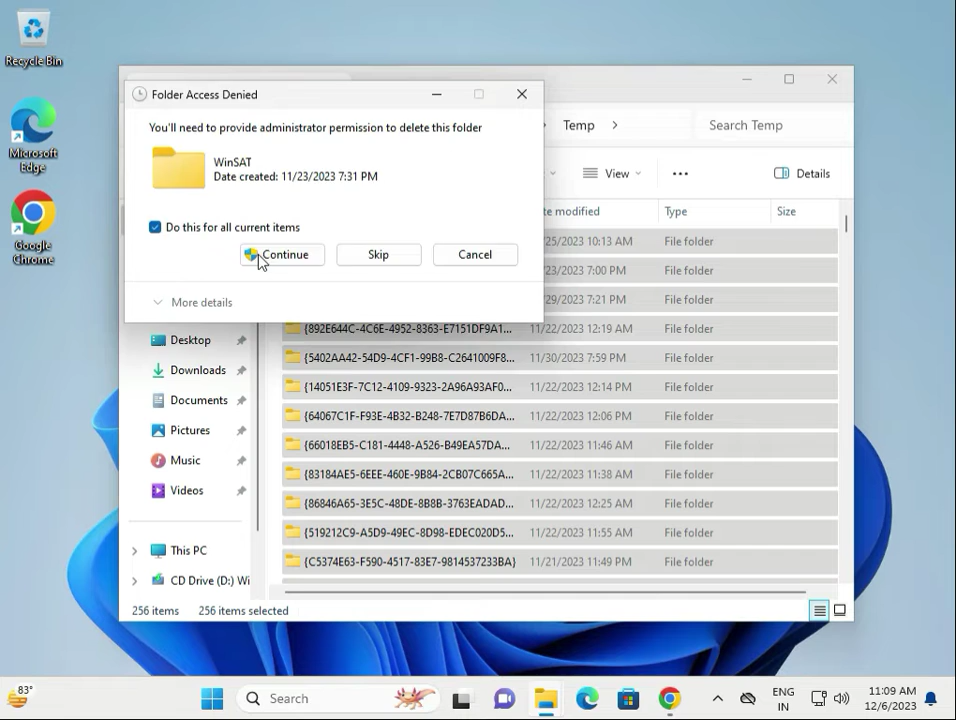 Recycle Bin
Microsoft
Edge
Google
Chrome
Folder Access Denied
You'll need to provide administrator permission to delete this folder
WinSAT
Date created: 11/23/2023 7:31 PM
Do this for all current items
Continue
Skip
Cancel
More details
Temp
Search Temp
View
Details
te modified
Type
Size
/25/2023 10:13 AM File folder
/23/2023 7:00 PM File folder
/29/2023 7:21 PM File folder
{892E644C-4C6E-4952-8363-E7151DF9A1... 11/22/2023 12:19 AM File folder
{5402AA42-54D9-4CF1-99B8-C2641009F8... 11/30/2023 7:59 PM File folder
{14051E3F-7C12-4109-9323-2A96A93AF0... 11/22/2023 12:14 PM File folder
{64067C1F-F93E-4B32-B248-7E7D87B6DA... 11/22/2023 12:06 PM File folder
{66018EB5-C181-4448-A526-B49EA57DA... 11/22/2023 11:46 AM File folder
{83184AE5-6EEE-460E-9B84-2CB07C665A... 11/22/2023 11:38 AM File folder
{86846A65-3E5C-48DE-8B8B-3763EADAD... 11/22/2023 12:25 AM File folder
{519212C9-A5D9-49EC-8D98-EDEC020D5... 11/22/2023 11:55 AM File folder
{C5374E63-F590-4517-83E7-9814537233BA} 11/21/2023 11:49 PM File folder
Desktop
Downloads
Documents
Pictures
Music
Videos
This PC
CD Drive (D:) Wi
256 items 256 items selected
83°
Search
ENG
IN
11:09 AM
12/6/2023